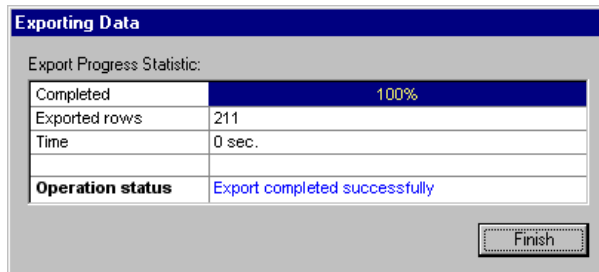 Exporting Data
Export Progress Statistic:
Completed 100%
Exported rows 211
Time 0 sec.
Operation status Export completed successfully
Finish